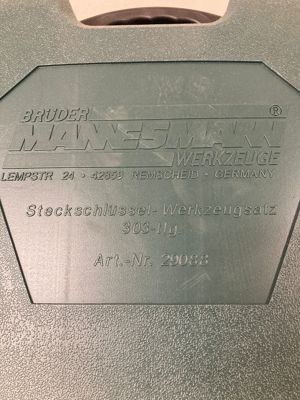 BRÜDER
MANNESMANN ®
WERKZEUGE
LEMPSTR 24 • 42859 REMSCHEID • GERMANY
Steckschlüssel-Werkzeugsatz
303-tlg
Art.-Nr. 29088